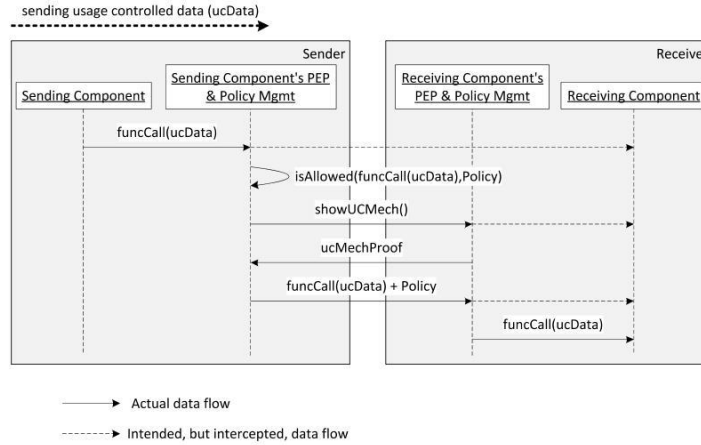 sending usage controlled data (ucData)
Sender
Receive
Sending Component
Sending Component's PEP
& Policy Mgmt
Receiving Component's
PEP & Policy Mgmt
Receiving Component
funcCall(ucData)
isAllowed(funcCall(ucData),Policy)
showUCMech()
ucMechProof
funcCall(ucData) + Policy
funcCall(ucData)
Actual data flow
Intended, but intercepted, data flow